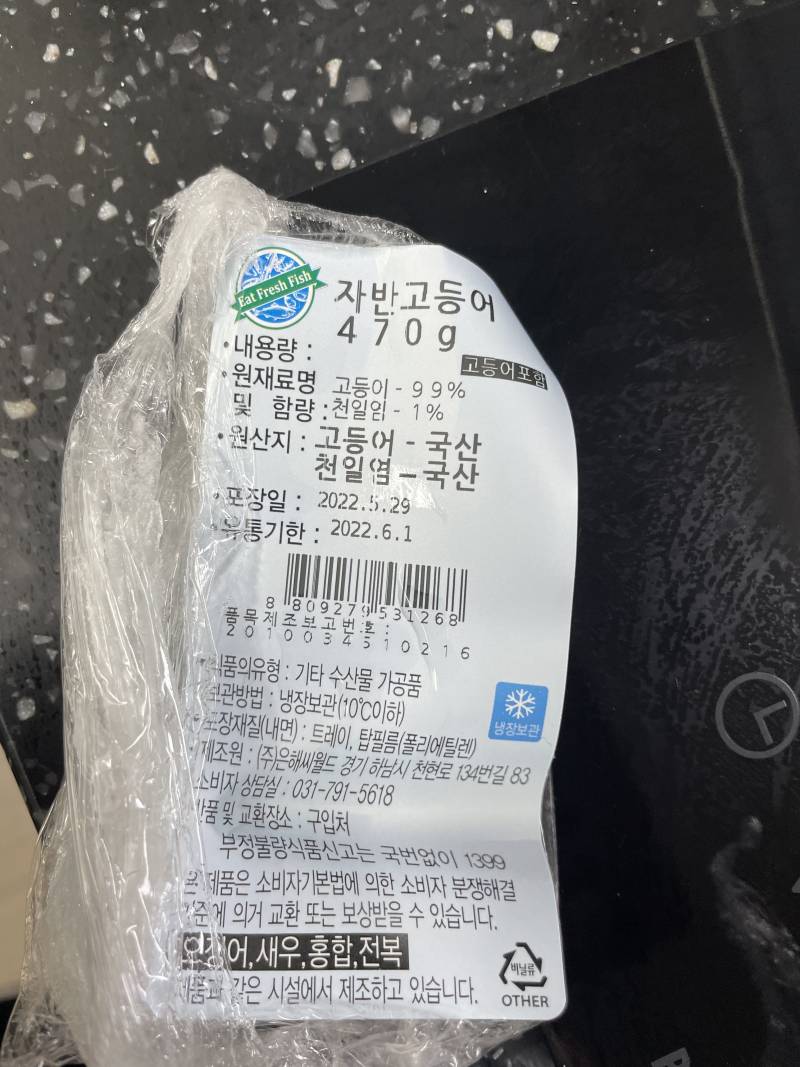 Eat Fresh Fish
자반고등어
•내용량 : 470g
고등어포함
•원재료명 고등어 - 99%
및 함량 : 천일염 - 1%
•원산지 : 고등어 - 국산
천일염 - 국산
•포장일 : 2022.5.29
•유통기한 : 2022.6.1
8 809279 531268
품목제조보고번호 :
2010034510216
식품의유형 : 기타 수산물 가공품
보관방법 : 냉장보관(10℃이하)
냉장보관
포장재질(내면) : 트레이, 탑필름(폴리에틸렌)
제조원 : (주)은해씨월드 경기 하남시 천현로 134번길 83
소비자 상담실 : 031-791-5618
반품 및 교환장소 : 구입처
부정불량식품신고는 국번없이 1399
본 제품은 소비자기본법에 의한 소비자 분쟁해결
기준에 의거 교환 또는 보상받을 수 있습니다.
오징어,새우,홍합,전복
제품과 같은 시설에서 제조하고 있습니다.
비닐류
OTHER